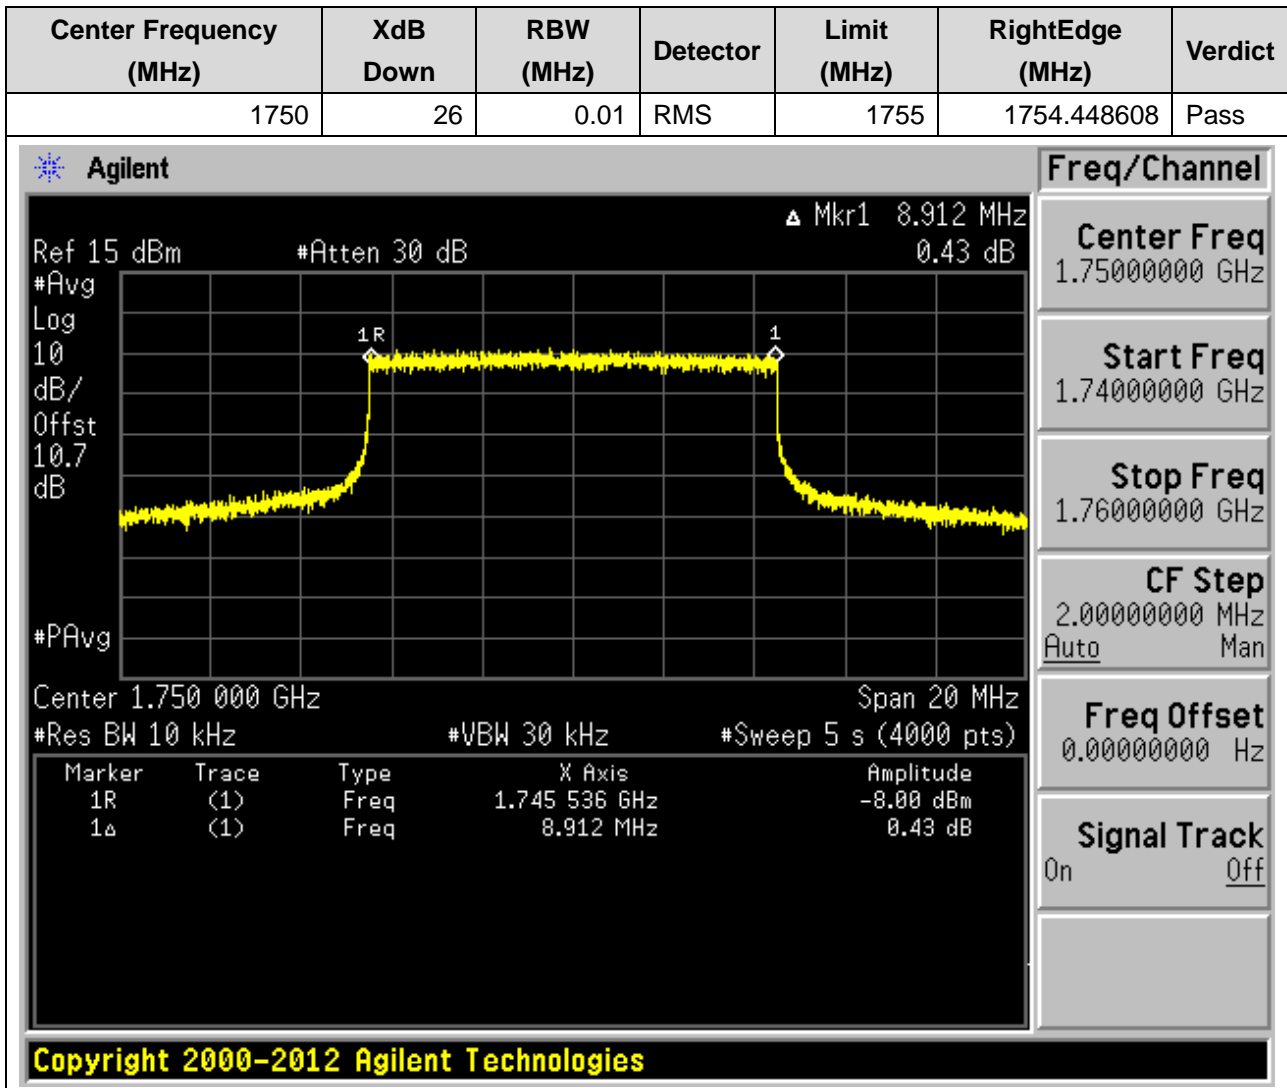 Center Frequency (MHz) XdB Down RBW (MHz) Detector Limit (MHz) RightEdge (MHz) Verdict
1750 26 0.01 RMS 1755 1754.448608 Pass
Agilent
Freq/Channel
Δ Mkr1 8.912 MHz
Ref 15 dBm #Atten 30 dB 0.43 dB
#Avg
Log
10
dB/
Offst
10.7
dB
#PAvg
1R
1
Center 1.750 000 GHz Span 20 MHz
#Res BW 10 kHz #VBW 30 kHz #Sweep 5 s (4000 pts)
Marker Trace Type X Axis Amplitude
1R (1) Freq 1.745 536 GHz -8.00 dBm
1Δ (1) Freq 8.912 MHz 0.43 dB
Center Freq
1.75000000 GHz
Start Freq
1.74000000 GHz
Stop Freq
1.76000000 GHz
CF Step
2.00000000 MHz
Auto Man
Freq Offset
0.00000000 Hz
Signal Track
On Off
Copyright 2000-2012 Agilent Technologies